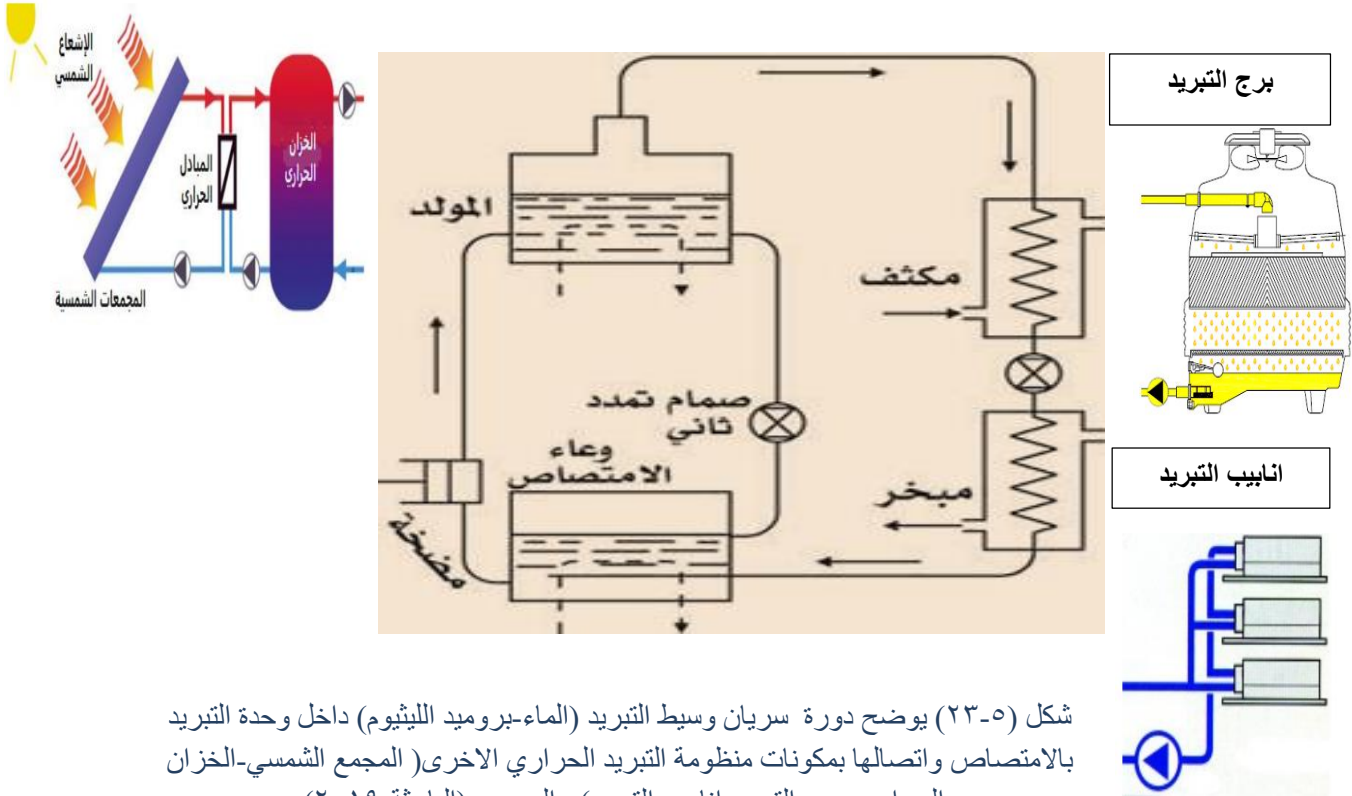 الإشعاع
الشمسي
المبادل
الحراري
الخزان
الحراري
المجمعات الشمسية
المولد
مكثف
صمام تمدد
ثاني
وعاء
الامتصاص
مضخة
مبخر
برج التبريد
انابيب التبريد
شكل (٥-٢٣) يوضح دورة سريان وسيط التبريد (الماء-بروميد الليثيوم) داخل وحدة التبريد
بالامتصاص واتصالها بمكونات منظومة التبريد الحراري الاخرى( المجمع الشمسي-الخزان